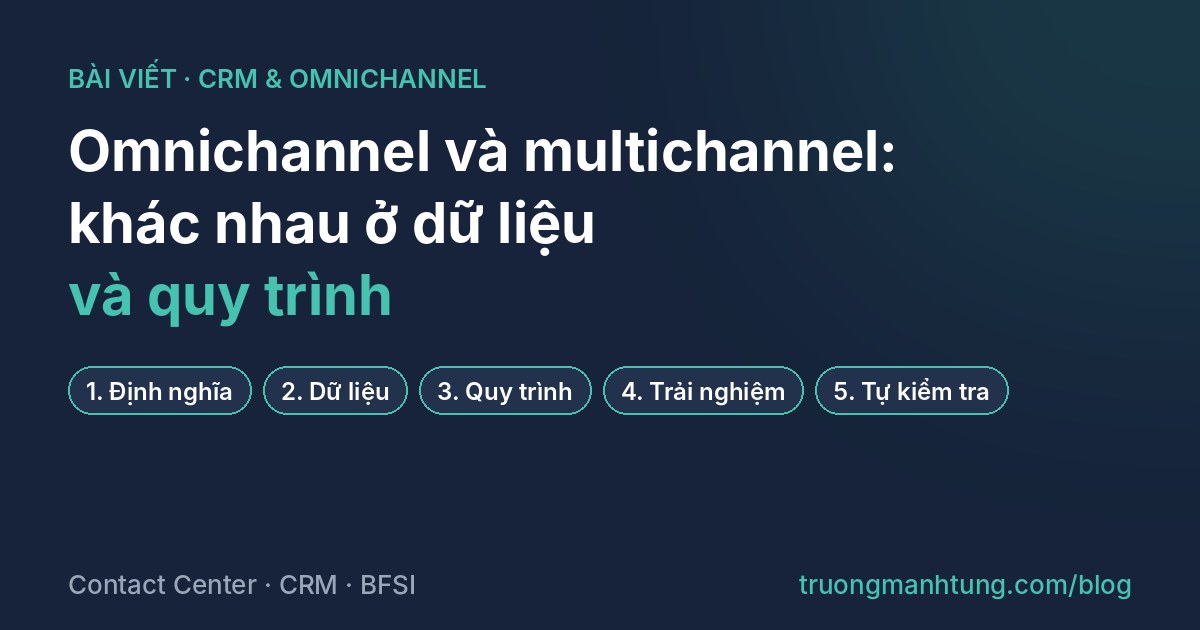 BÀI VIẾT · CRM & OMNICHANNEL
Omnichannel và multichannel:
khác nhau ở dữ liệu
và quy trình
1. Định nghĩa 2. Dữ liệu 3. Quy trình 4. Trải nghiệm 5. Tự kiểm tra
Contact Center · CRM · BFSI truongmanhtung.com/blog